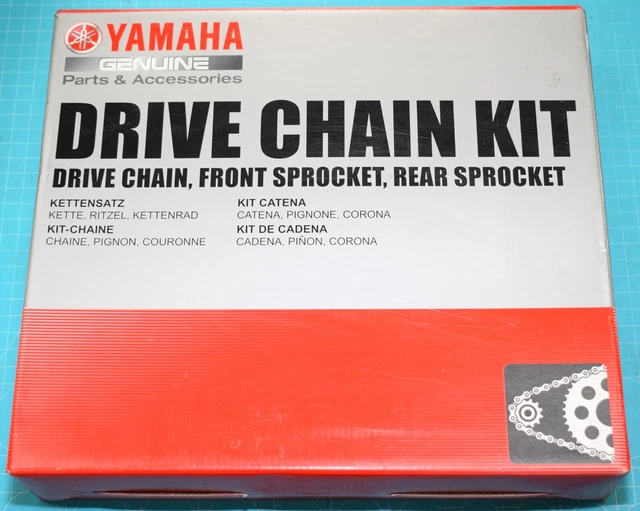 YAMAHA
GENUINE
Parts & Accessories
DRIVE CHAIN KIT
DRIVE CHAIN, FRONT SPROCKET, REAR SPROCKET
KETTENSATZ
KETTE, RITZEL, KETTENRAD
KIT-CHAINE
CHAINE, PIGNON, COURONNE
KIT CATENA
CATENA, PIGNONE, CORONA
KIT DE CADENA
CADENA, PIÑON, CORONA